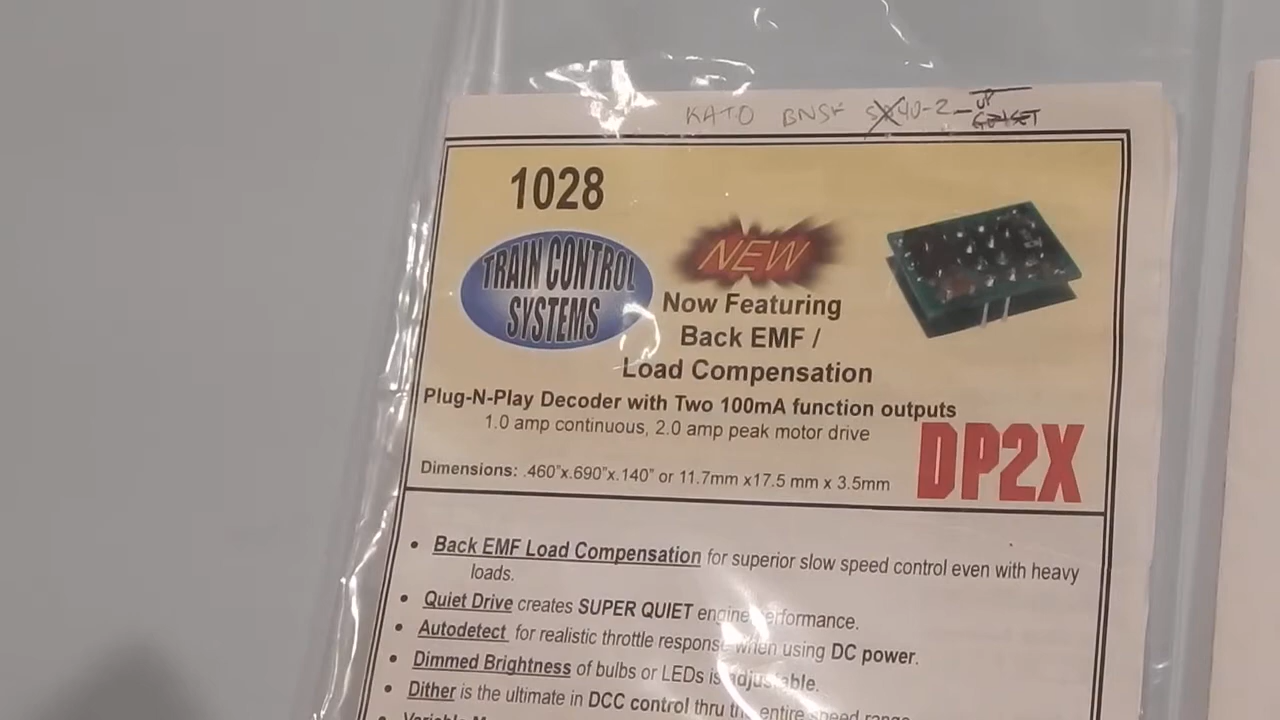 KATO BNSF SD40-2 - UP
1028
TRAIN CONTROL
SYSTEMS
NEW
Now Featuring
Back EMF /
Load Compensation
Plug-N-Play Decoder with Two 100mA function outputs
1.0 amp continuous, 2.0 amp peak motor drive
DP2X
Dimensions: .460"x.690"x.140" or 11.7mm x17.5 mm x 3.5mm
• Back EMF Load Compensation for superior slow speed control even with heavy
loads.
• Quiet Drive creates SUPER QUIET engine performance.
• Autodetect for realistic throttle response when using DC power.
• Dimmed Brightness of bulbs or LEDs is adjustable.
• Dither is the ultimate in DCC control thru the entire speed range